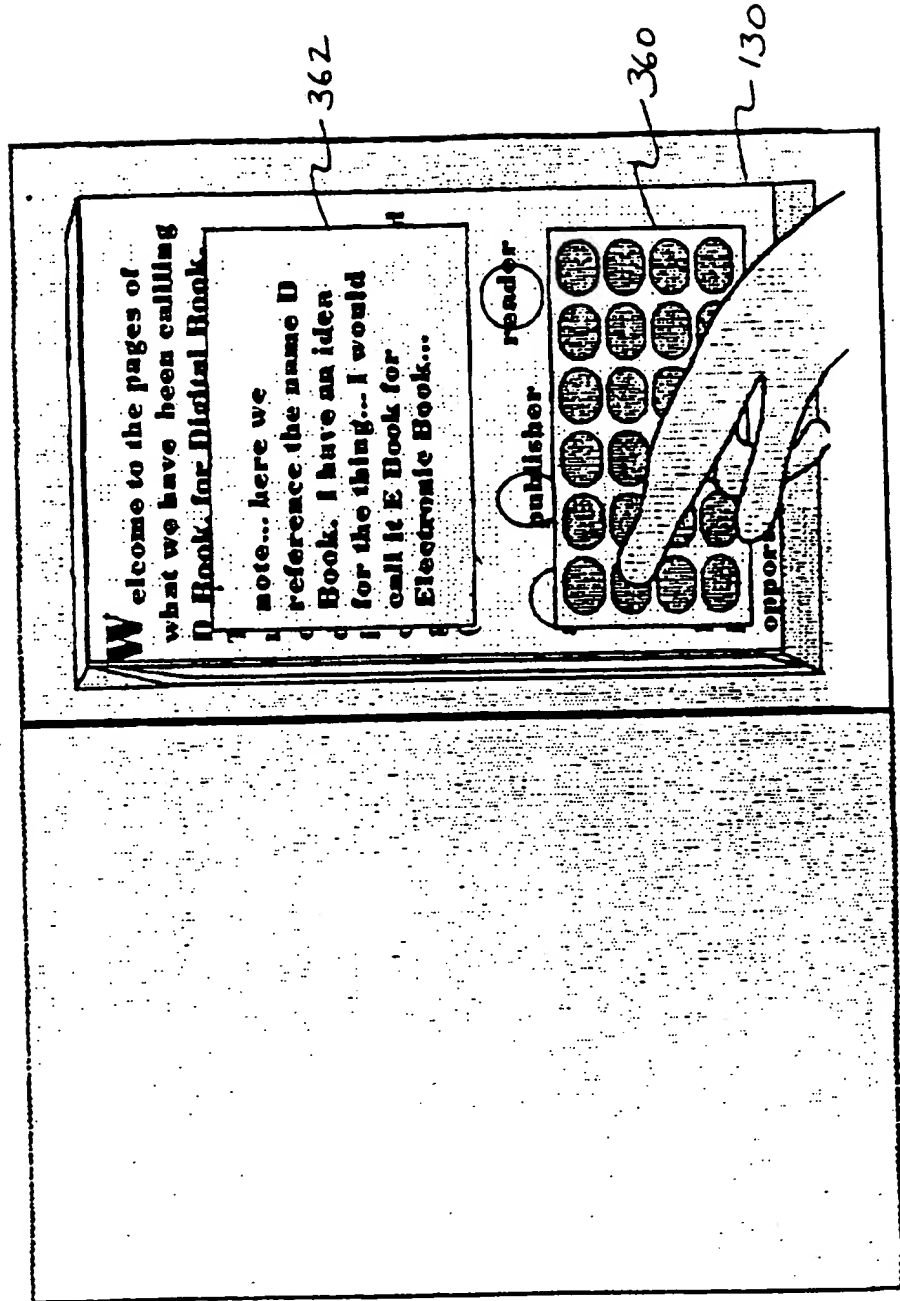 Welcome to the pages of
what we have been callling
D Book, for Digital Book.
note... here we
reference the name D
Book. I have an idea
for the thing... I would
call it E Book for
Electronic Book...
publisher
reador
oppor
362
360
130